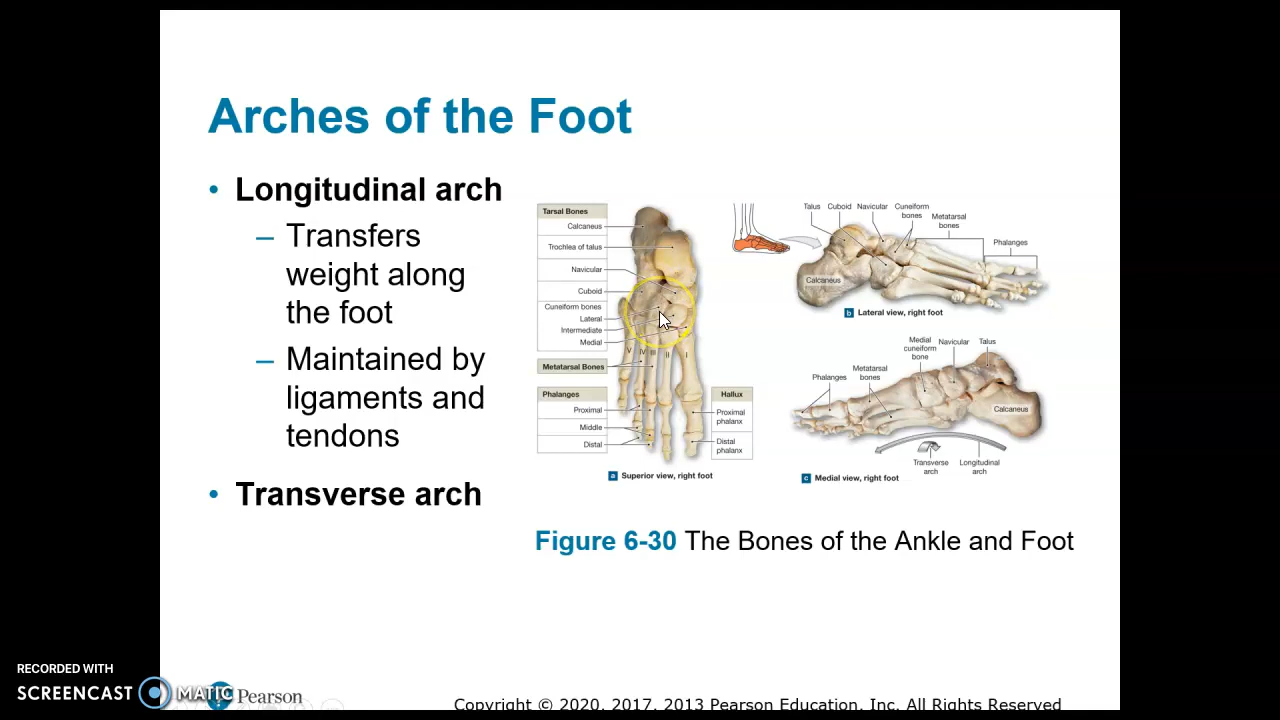 Arches of the Foot
• Longitudinal arch
– Transfers
weight along
the foot
– Maintained by
ligaments and
tendons
• Transverse arch
Tarsal Bones
Calcaneus
Trochlea of talus
Navicular
Cuboid
Cuneiform bones
Lateral
Intermediate
Medial
V IV III II I
Metatarsal Bones
Phalanges
Proximal
Middle
Distal
Hallux
Proximal
phalanx
Distal
phalanx
a Superior view, right foot
Talus Cuboid Navicular Cuneiform
bones
Metatarsal
bones
Phalanges
Calcaneus
b Lateral view, right foot
Medial
cuneiform
bone
Navicular Talus
Metatarsal
bones
Phalanges
Calcaneus
Transverse
arch
Longitudinal
arch
c Medial view, right foot
Figure 6-30 The Bones of the Ankle and Foot
RECORDED WITH
SCREENCAST MATIC
Pearson
Copyright © 2020, 2017, 2013 Pearson Education, Inc. All Rights Reserved